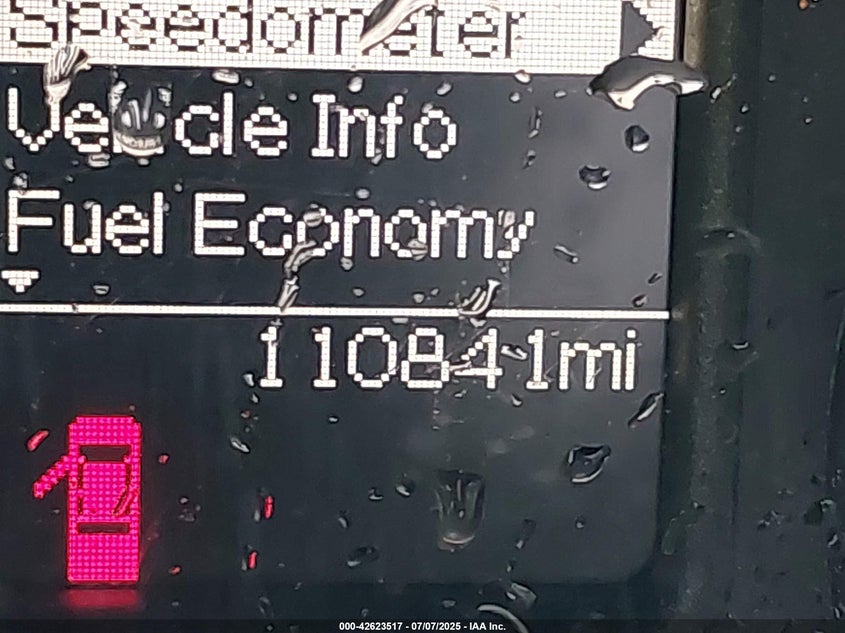 Speedometer
Vehicle Info
Fuel Economy
110841mi
000-42623517 - 07/07/2025 - IAA Inc.